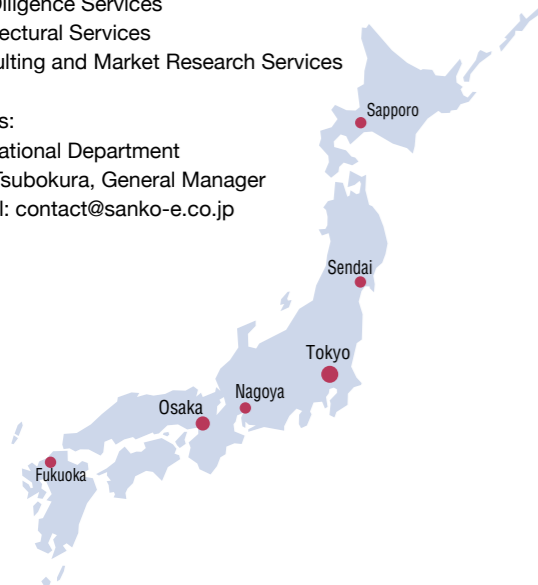 Diligence Services
ectural Services
ulting and Market Research Services
s:
ational Department
Tsubokura, General Manager
l: contact@sanko-e.co.jp
Sapporo
Sendai
Tokyo
Nagoya
Osaka
Fukuoka